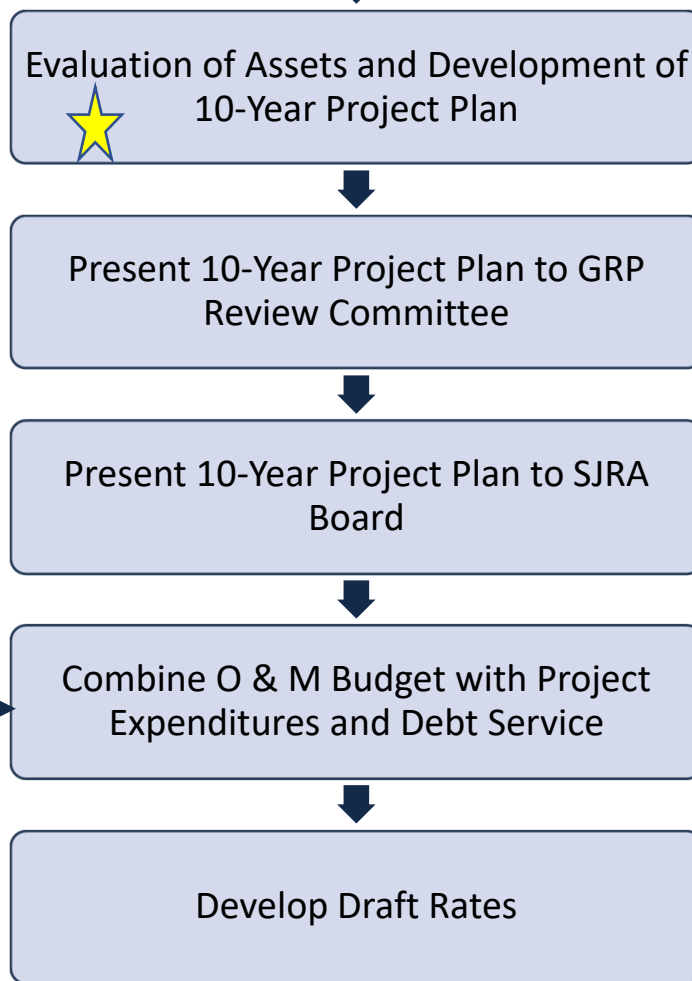 Evaluation of Assets and Development of
10-Year Project Plan
Present 10-Year Project Plan to GRP
Review Committee
Present 10-Year Project Plan to SJRA
Board
Combine O & M Budget with Project
Expenditures and Debt Service
Develop Draft Rates